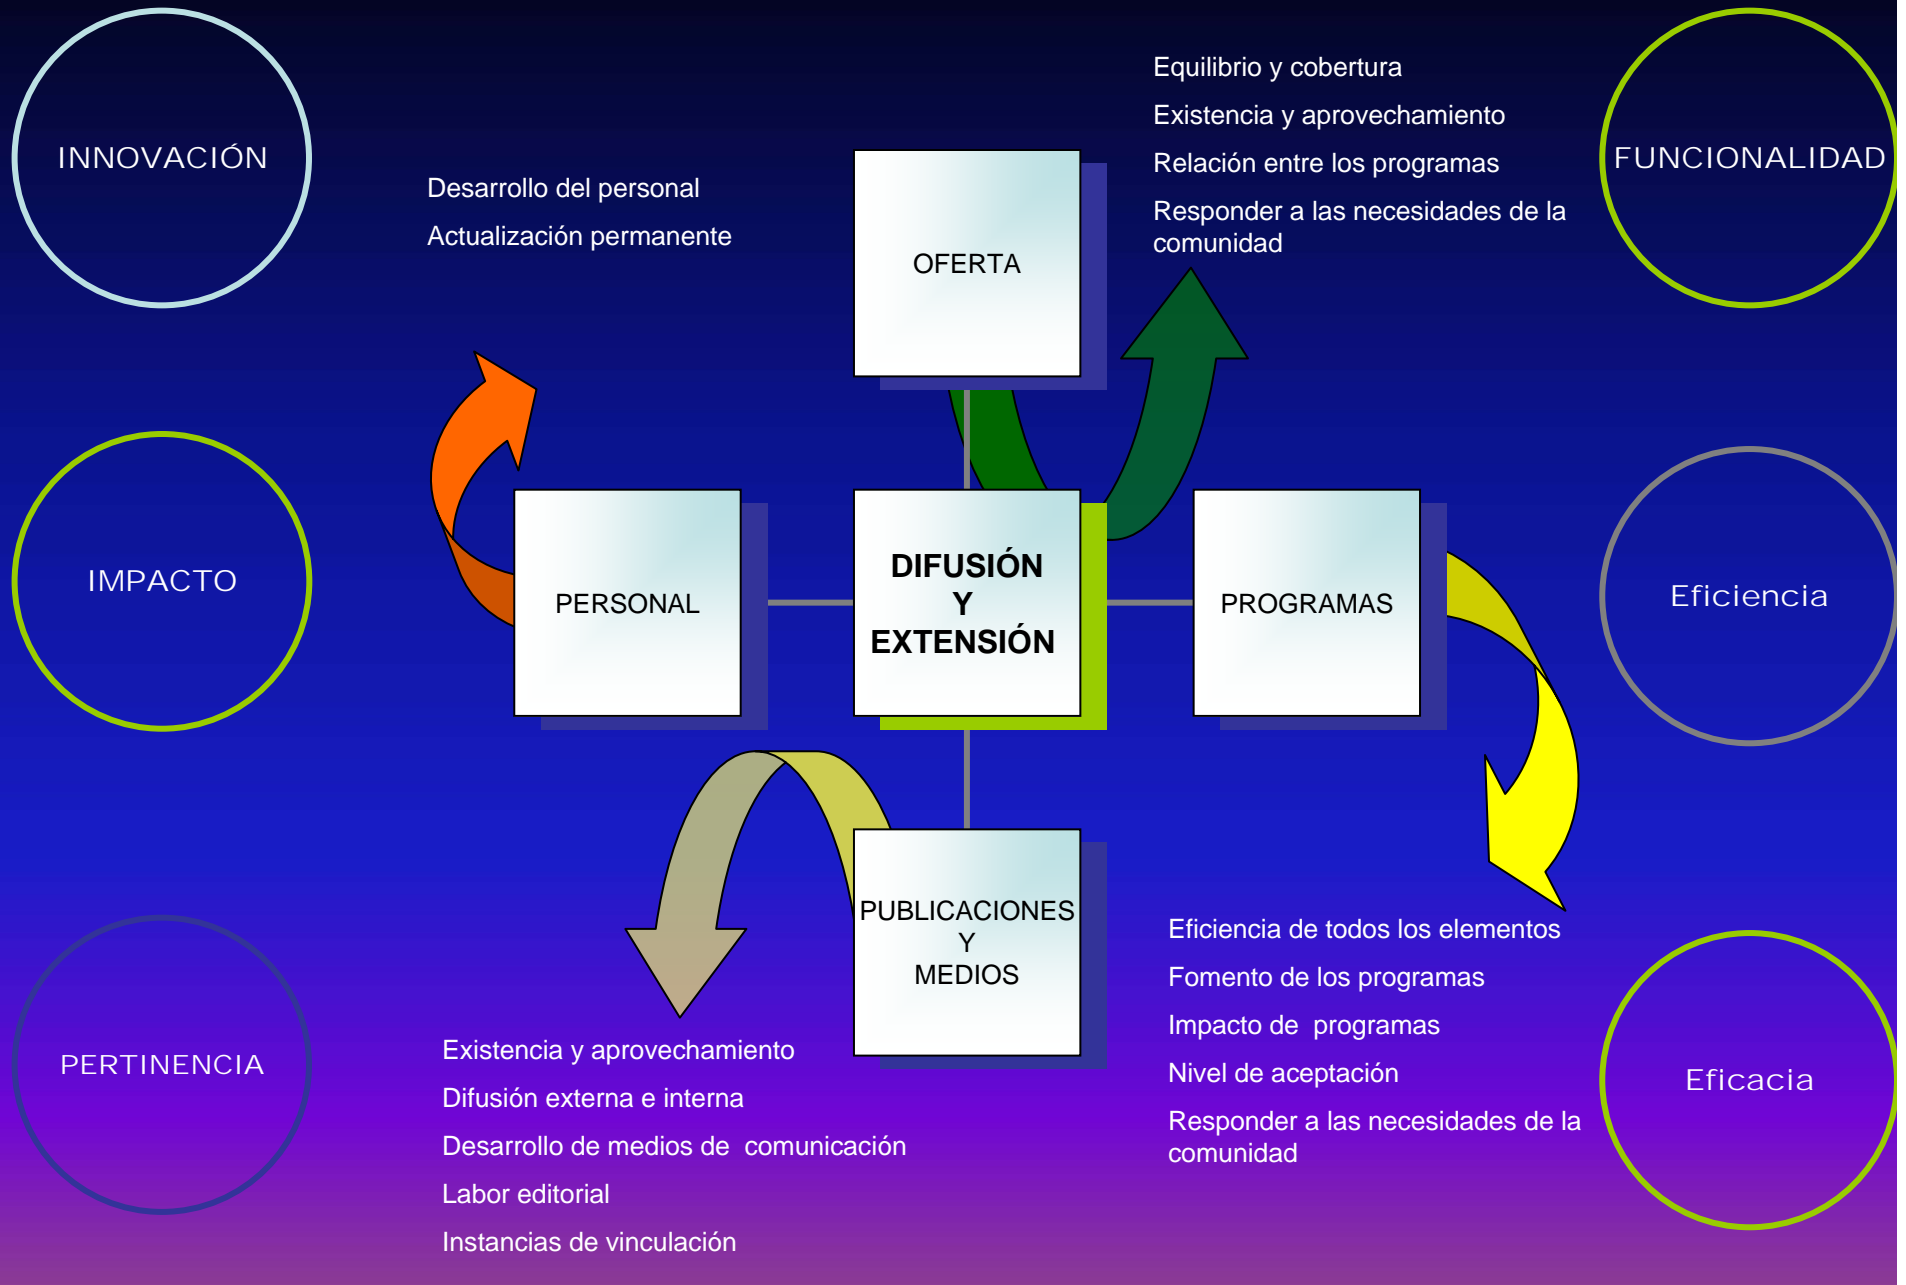 INNOVACIÓN
IMPACTO
PERTINENCIA
Desarrollo del personal
Actualización permanente
OFERTA
Equilibrio y cobertura
Existencia y aprovechamiento
Relación entre los programas
Responder a las necesidades de la
comunidad
PERSONAL
DIFUSIÓN
Y
EXTENSIÓN
PROGRAMAS
PUBLICACIONES
Y
MEDIOS
Existencia y aprovechamiento
Difusión externa e interna
Desarrollo de medios de comunicación
Labor editorial
Instancias de vinculación
Eficiencia de todos los elementos
Fomento de los programas
Impacto de programas
Nivel de aceptación
Responder a las necesidades de la
comunidad
FUNCIONALIDAD
Eficiencia
Eficacia